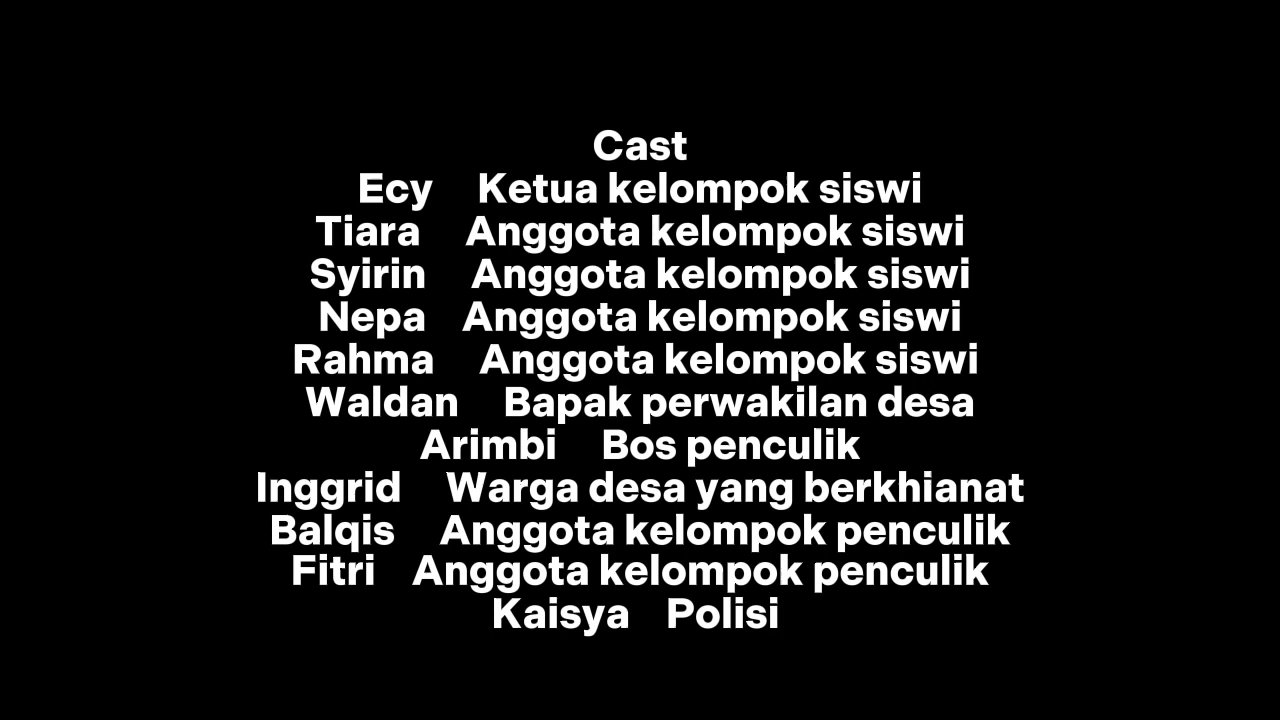 Cast
Ecy Ketua kelompok siswi
Tiara Anggota kelompok siswi
Syirin Anggota kelompok siswi
Nepa Anggota kelompok siswi
Rahma Anggota kelompok siswi
Waldan Bapak perwakilan desa
Arimbi Bos penculik
Inggrid Warga desa yang berkhianat
Balqis Anggota kelompok penculik
Fitri Anggota kelompok penculik
Kaisya Polisi